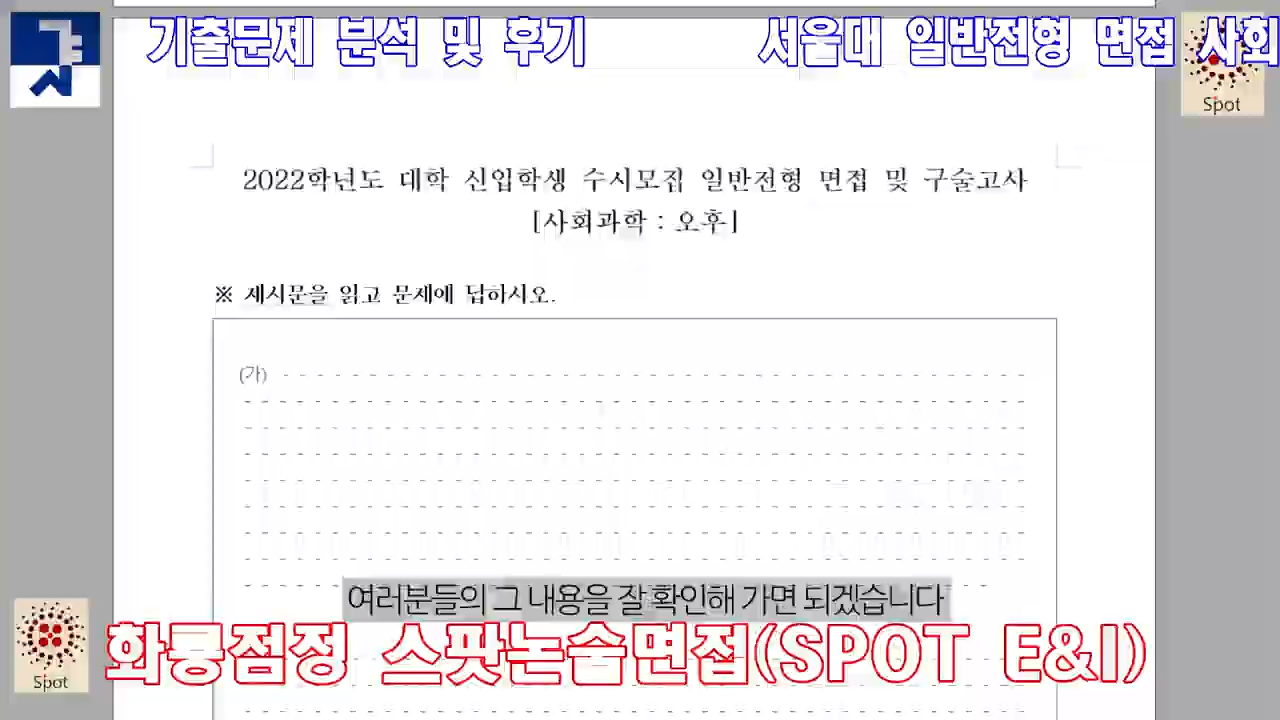 기출문제 분석 및 후기 서울대 일반전형 면접 사회
Spot
2022학년도 대학 신입학생 수시모집 일반전형 면접 및 구술고사
[사회과학 : 오후]
※ 제시문을 읽고 문제에 답하시오.
(가)
여러분들의 그 내용을 잘 확인해 가면 되겠습니다
화룡점정 스팟논술면접(SPOT E&I)
Spot